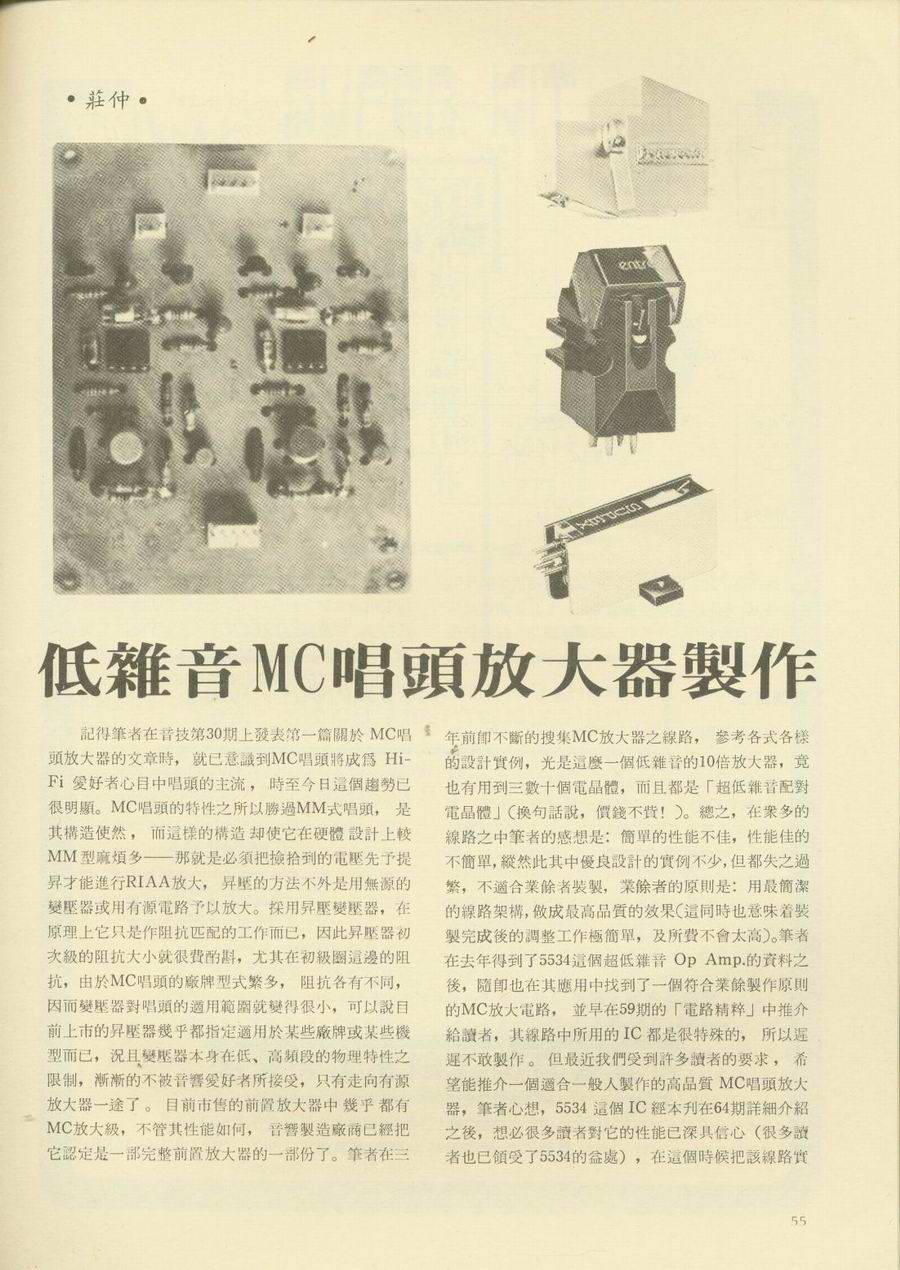 •莊仲•
entr
SUPEX
低雜音MC唱頭放大器製作
記得筆者在音技第30期上發表第一篇關於 MC唱
頭放大器的文章時，就已意識到MC唱頭將成爲 Hi-
Fi 愛好者心目中唱頭的主流，時至今日這個趨勢已
很明顯。MC唱頭的特性之所以勝過MM式唱頭，是
其構造使然，而這樣的構造却使它在硬體設計上較
MM型麻煩多——那就是必須把撿拾到的電壓先予提
昇才能進行RIAA放大，昇壓的方法不外是用無源的
變壓器或用有源電路予以放大。採用昇壓變壓器，在
原理上它只是作阻抗匹配的工作而已，因此昇壓器初
次級的阻抗大小就很費酌斟，尤其在初級圈這邊的阻
抗，由於MC唱頭的廠牌型式繁多，阻抗各有不同，
因而變壓器對唱頭的適用範圍就變得很小，可以說目
前上市的昇壓器幾乎都指定適用於某些廠牌或某些機
型而已，況且變壓器本身在低、高頻段的物理特性之
限制，漸漸的不被音響愛好者所接受，只有走向有源
放大器一途了。目前市售的前置放大器中幾乎都有
MC放大級，不管其性能如何，音響製造廠商已經把
它認定是一部完整前置放大器的一部份了。筆者在三
年前卽不斷的搜集MC放大器之線路，參考各式各樣
的設計實例，光是這麼一個低雜音的10倍放大器，竟
也有用到三數十個電晶體，而且都是「超低雜音配對
電晶體」（換句話說，價錢不貲！）。總之，在衆多的
線路之中筆者的感想是：簡單的性能不佳，性能佳的
不簡單，縱然此其中優良設計的實例不少，但都失之過
繁，不適合業餘者裝製，業餘者的原則是：用最簡潔
的線路架構，做成最高品質的效果（這同時也意味着裝
製完成後的調整工作極簡單，及所費不會太高）。筆者
在去年得到了5534這個超低雜音 Op Amp.的資料之
後，隨卽也在其應用中找到了一個符合業餘製作原則
的MC放大電路，並早在59期的「電路精粹」中推介
給讀者，其線路中所用的 IC 都是很特殊的，所以遲
遲不敢製作。但最近我們受到許多讀者的要求，希
望能推介一個適合一般人製作的高品質 MC唱頭放大
器，筆者心想，5534 這個 IC 經本刊在64期詳細介紹
之後，想必很多讀者對它的性能已深具信心（很多讀
者也已領受了5534的益處），在這個時候把該線路實
55